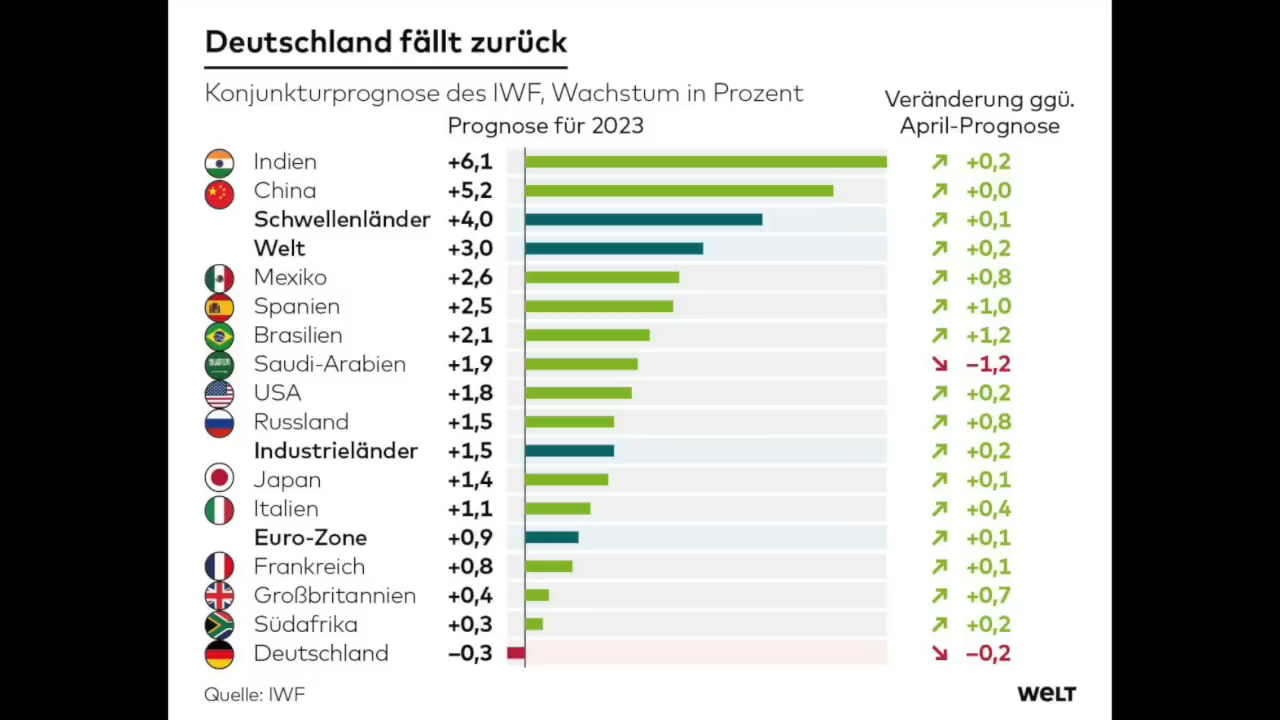 Deutschland fällt zurück
Konjunkturprognose des IWF, Wachstum in Prozent
Prognose für 2023
Veränderung ggü.
April-Prognose
Indien +6,1 +0,2
China +5,2 +0,0
Schwellenländer +4,0 +0,1
Welt +3,0 +0,2
Mexiko +2,6 +0,8
Spanien +2,5 +1,0
Brasilien +2,1 +1,2
Saudi-Arabien +1,9 −1,2
USA +1,8 +0,2
Russland +1,5 +0,8
Industrieländer +1,5 +0,2
Japan +1,4 +0,1
Italien +1,1 +0,4
Euro-Zone +0,9 +0,1
Frankreich +0,8 +0,1
Großbritannien +0,4 +0,7
Südafrika +0,3 +0,2
Deutschland −0,3 −0,2
Quelle: IWF
WELT